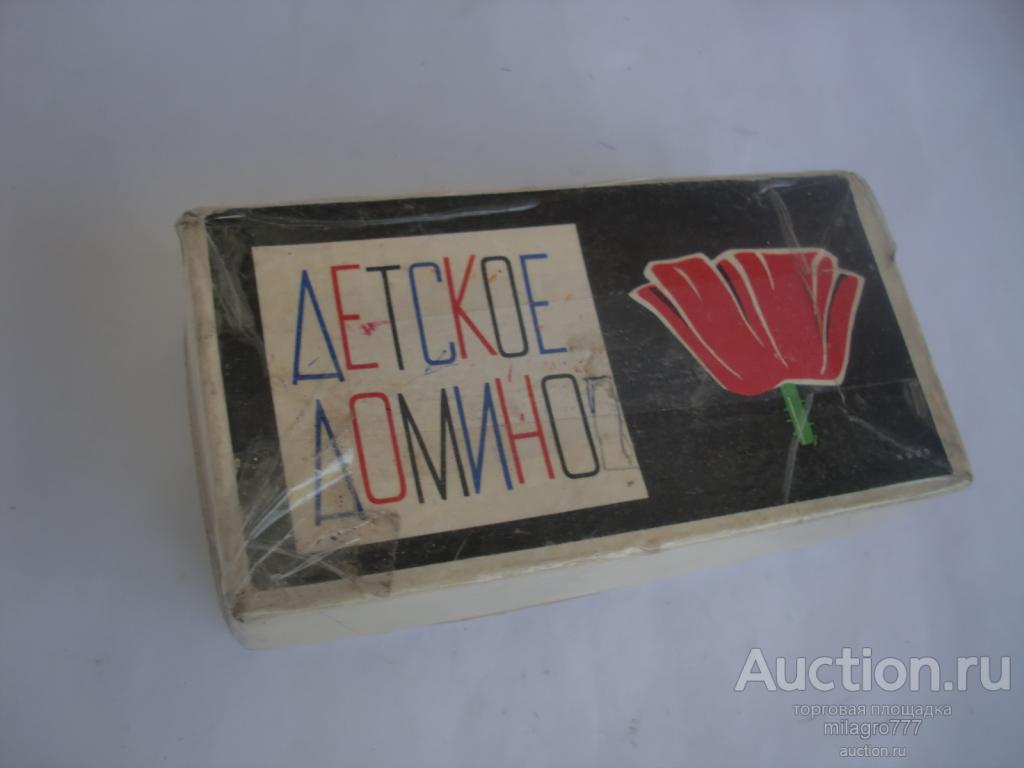 ДЕТСКОЕ
ДОМИНО
Auction.ru
торговая площадка
milagro777
auction.ru